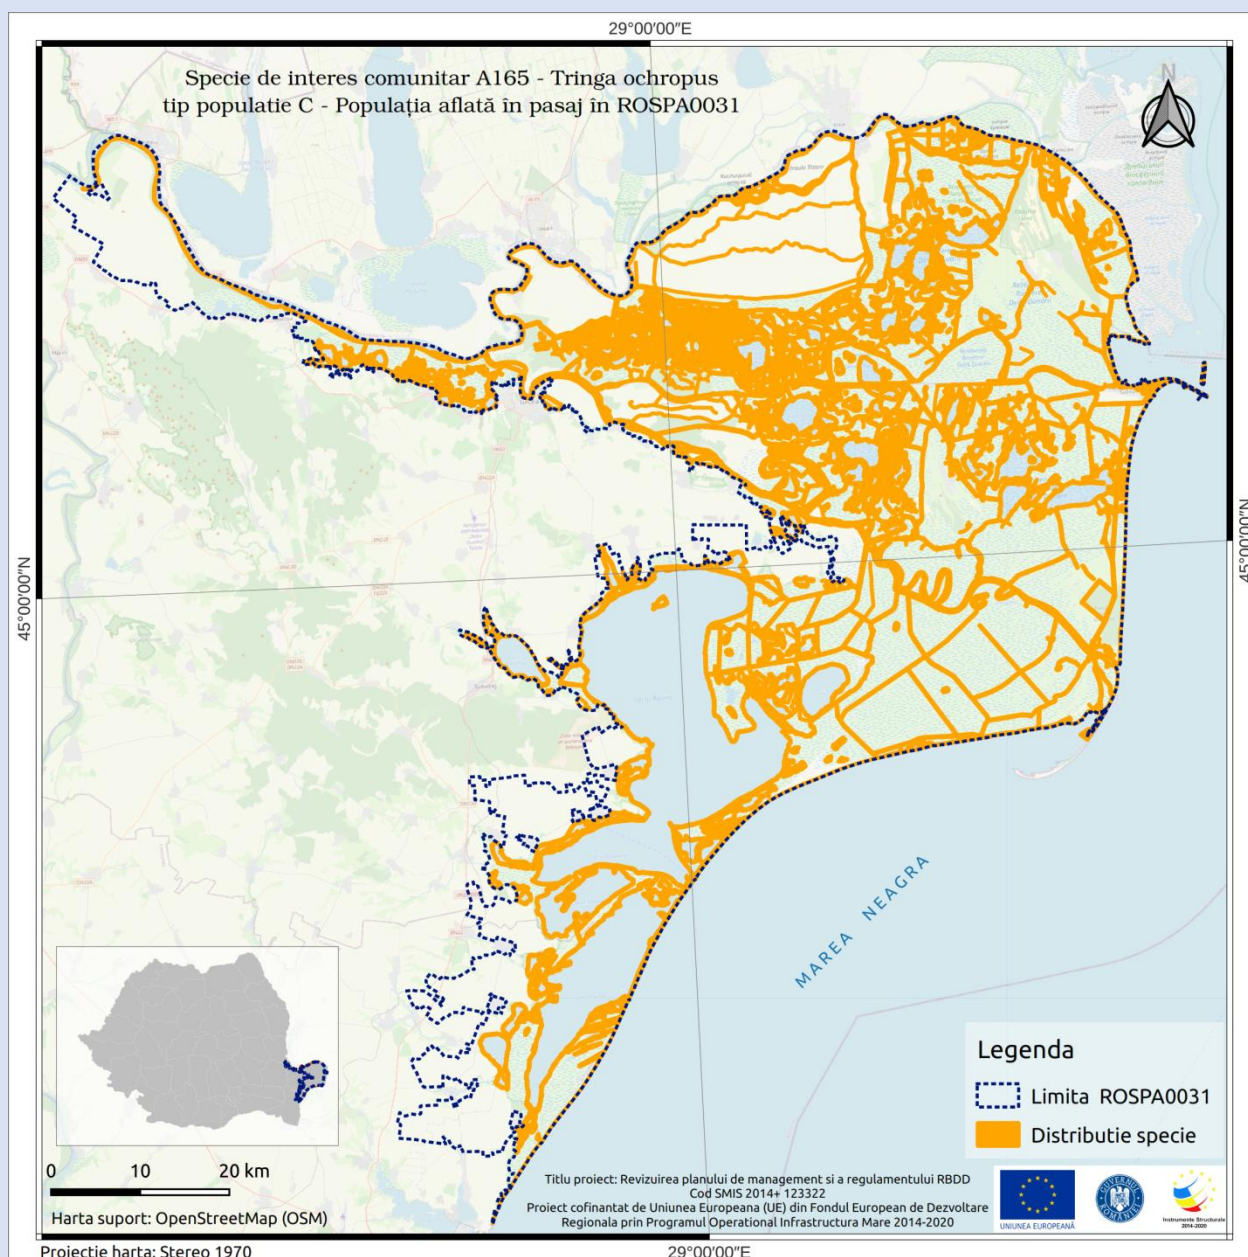 29°00′00″E
Specie de interes comunitar A165 - Tringa ochropus
tip populatie C - Populația aflată în pasaj în ROSPA0031
N
45°00′00″N
45°00′00″N
MAREA NEAGRA
Legenda
Limita ROSPA0031
Distributie specie
0 10 20 km
Harta suport: OpenStreetMap (OSM)
Titlu proiect: Revizuirea planului de management si a regulamentului RBDD
Cod SMIS 2014+ 123322
Proiect cofinantat de Uniunea Europeana (UE) din Fondul European de Dezvoltare
Regionala prin Programul Operational Infrastructura Mare 2014-2020
UNIUNEA EUROPEANĂ
GUVERNUL ROMÂNIEI
Instrumente Structurale
2014-2020
Proiectie harta: Stereo 1970
29°00′00″E